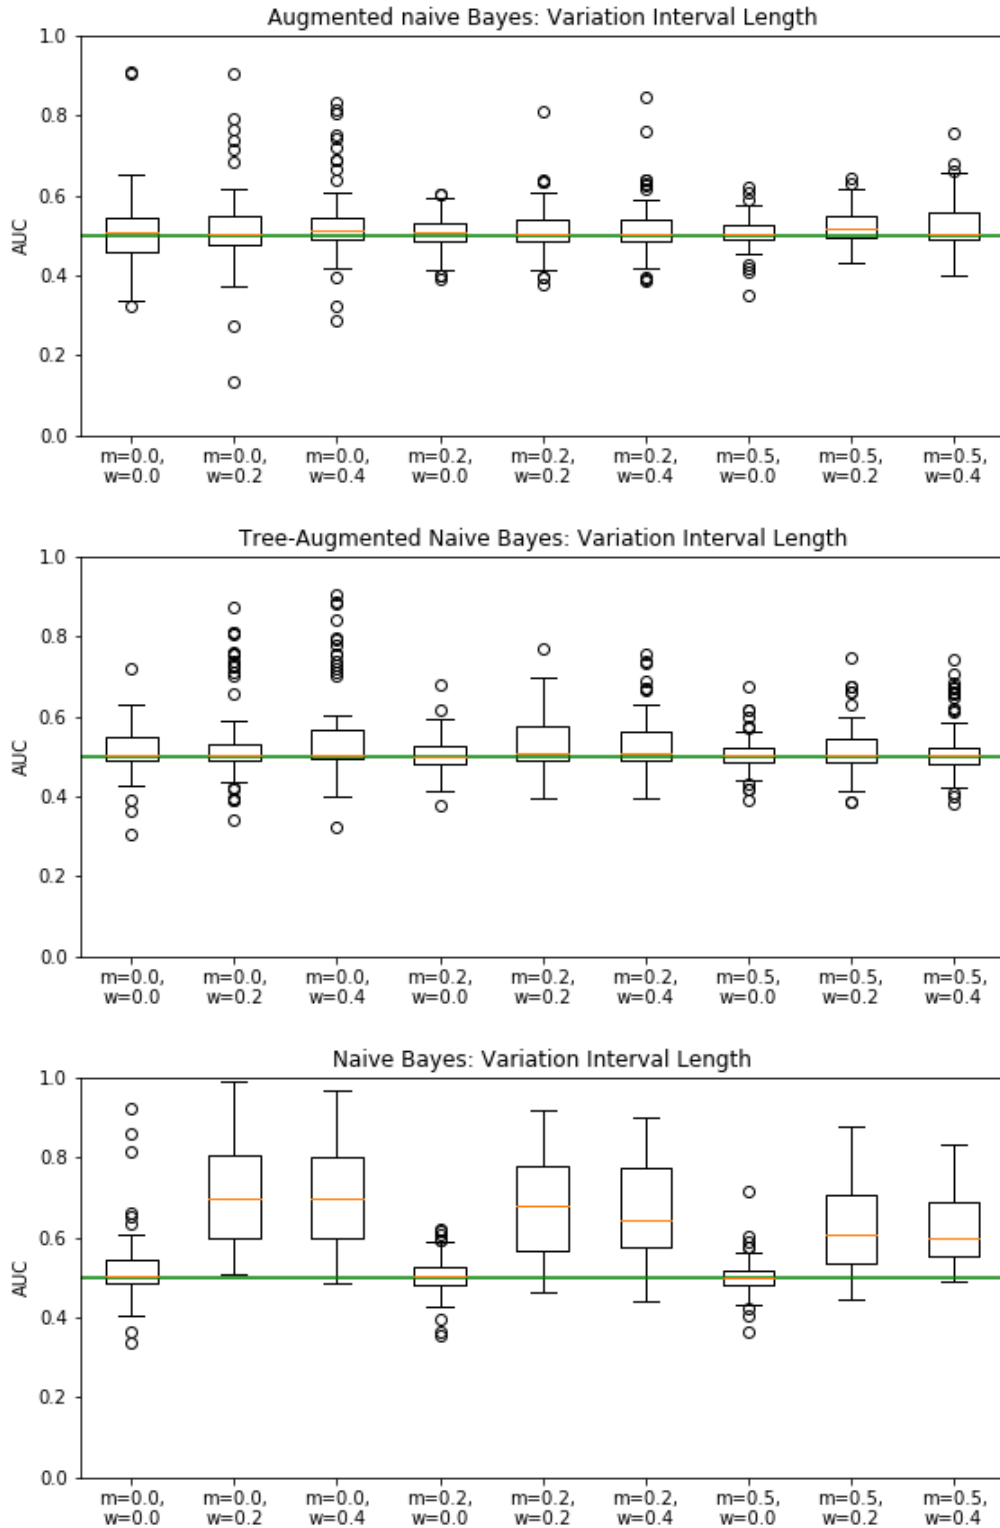 Augmented naive Bayes: Variation Interval Length
1.0
0.8
0.6
0.4
0.2
0.0
AUC
m=0.0, m=0.0, m=0.0, m=0.2, m=0.2, m=0.2, m=0.5, m=0.5, m=0.5,
w=0.0 w=0.2 w=0.4 w=0.0 w=0.2 w=0.4 w=0.0 w=0.2 w=0.4
Tree-Augmented Naive Bayes: Variation Interval Length
1.0
0.8
0.6
0.4
0.2
0.0
AUC
m=0.0, m=0.0, m=0.0, m=0.2, m=0.2, m=0.2, m=0.5, m=0.5, m=0.5,
w=0.0 w=0.2 w=0.4 w=0.0 w=0.2 w=0.4 w=0.0 w=0.2 w=0.4
Naive Bayes: Variation Interval Length
1.0
0.8
0.6
0.4
0.2
0.0
AUC
m=0.0, m=0.0, m=0.0, m=0.2, m=0.2, m=0.2, m=0.5, m=0.5, m=0.5,
w=0.0 w=0.2 w=0.4 w=0.0 w=0.2 w=0.4 w=0.0 w=0.2 w=0.4